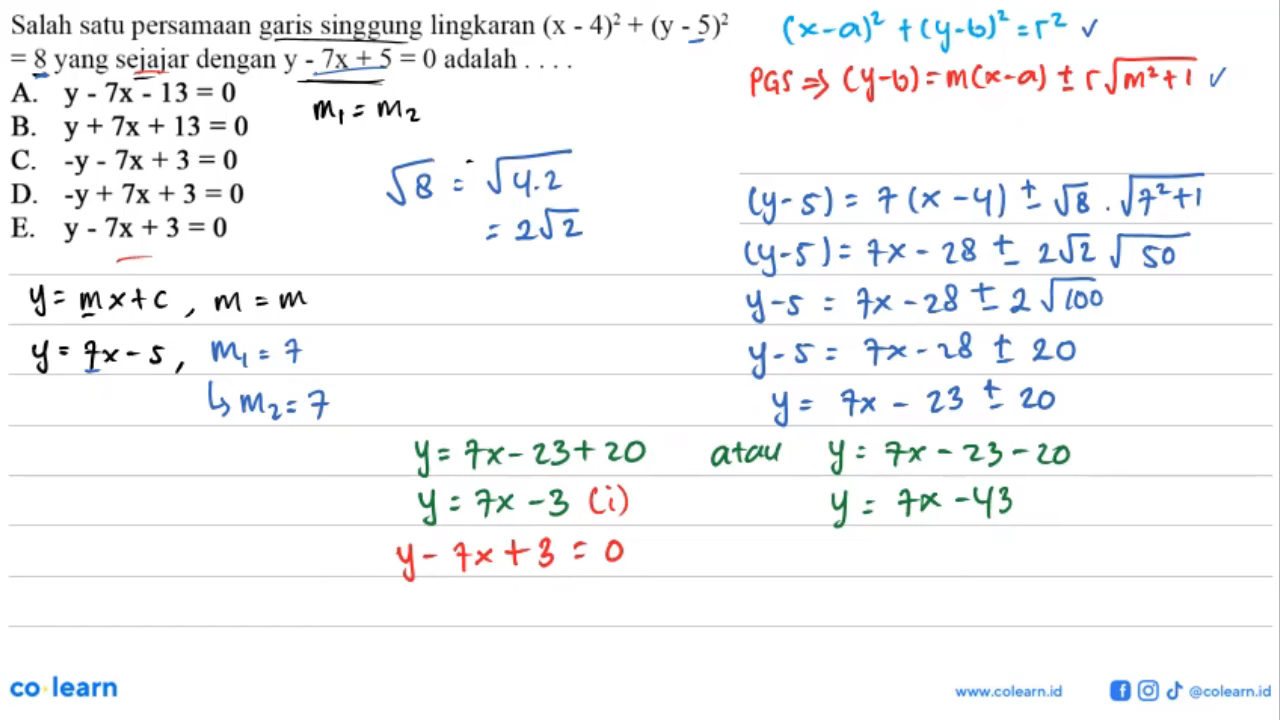 Salah satu persamaan garis singgung lingkaran (x - 4)² + (y - 5)²
= 8 yang sejajar dengan y - 7x + 5 = 0 adalah . . . .
A. y - 7x - 13 = 0
B. y + 7x + 13 = 0
C. -y - 7x + 3 = 0
D. -y + 7x + 3 = 0
E. y - 7x + 3 = 0
m₁ = m₂
(x-a)² + (y-b)² = r² ✓
PGS ⇒ (y-b) = m(x-a) ± r√(m²+1) ✓
√8 = √4.2
= 2√2
y = mx + c , m = m
y = 7x - 5 , m₁ = 7
↳ m₂ = 7
(y-5) = 7(x-4) ± √8 . √(7²+1)
(y-5) = 7x - 28 ± 2√2 √50
y-5 = 7x - 28 ± 2√100
y-5 = 7x - 28 ± 20
y = 7x - 23 ± 20
y = 7x - 23 + 20 atau y = 7x - 23 - 20
y = 7x - 3 (i) y = 7x - 43
y - 7x + 3 = 0
co·learn
www.colearn.id @colearn.id